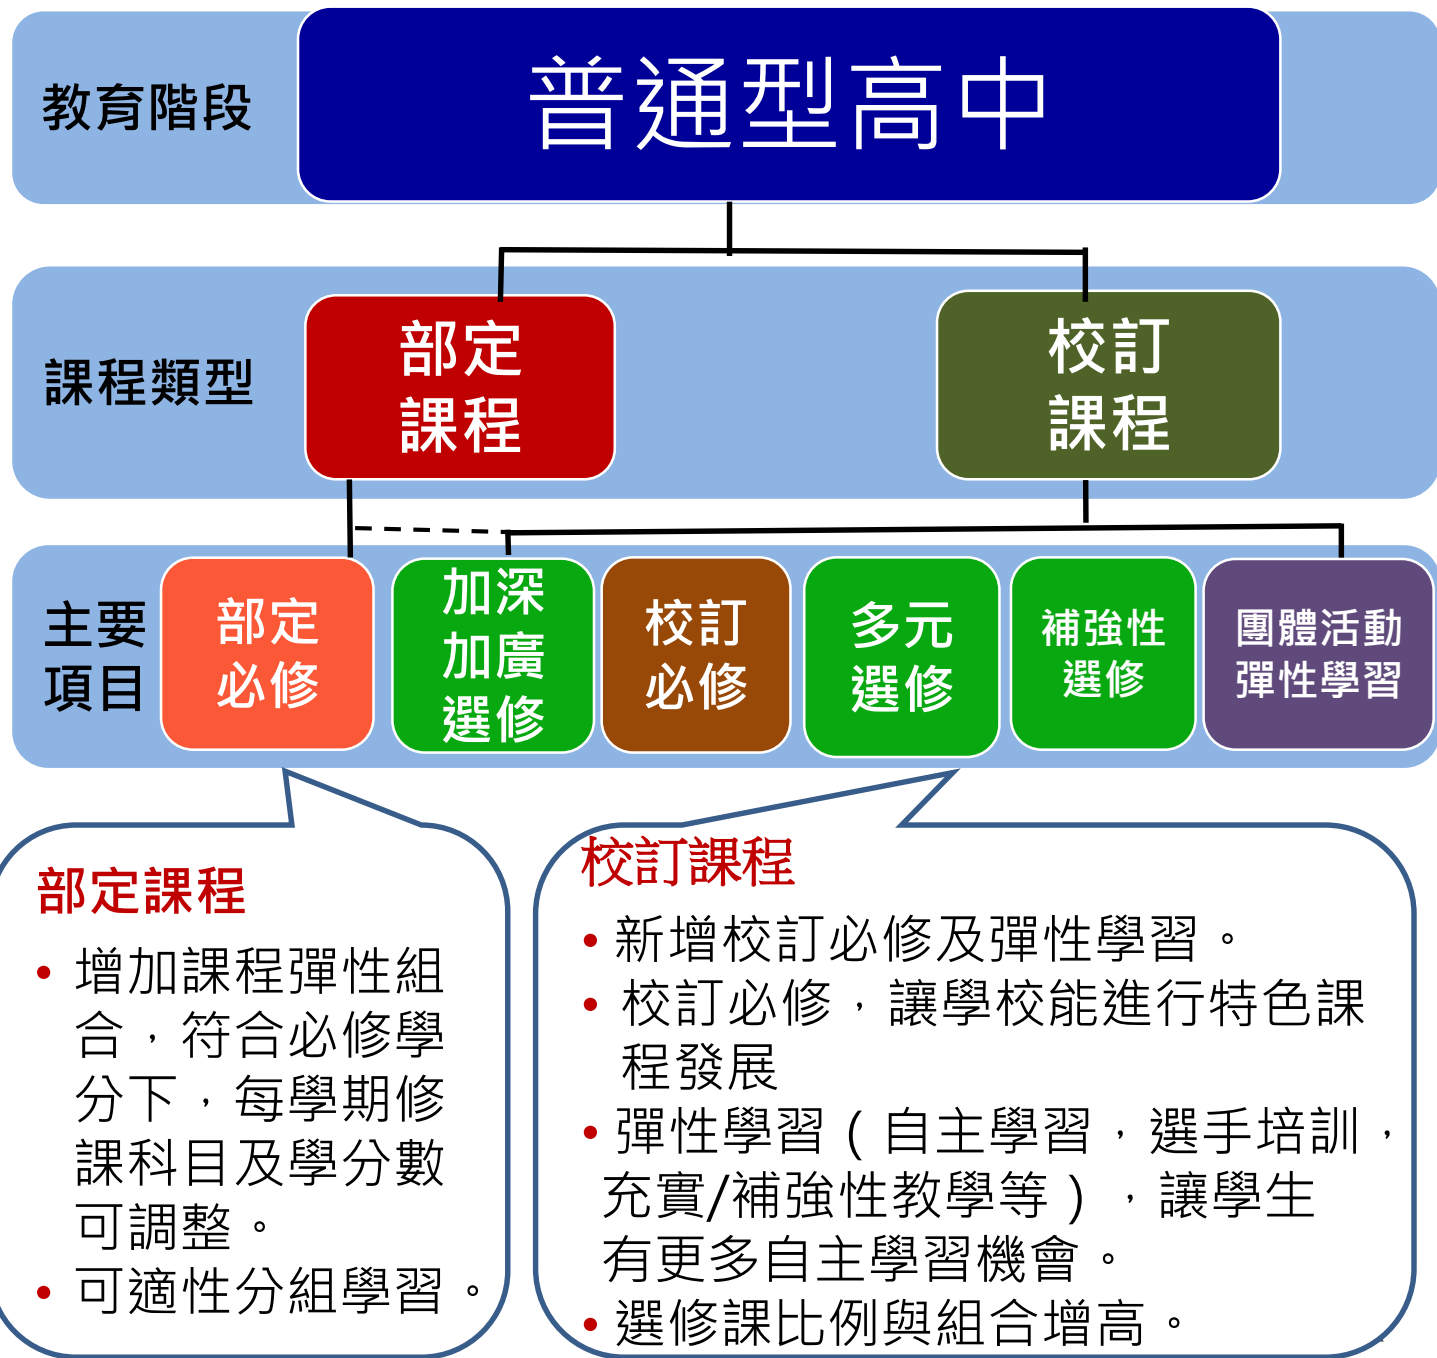 教育階段
普通型高中
課程類型
部定
課程
校訂
課程
主要
項目
部定
必修
加深
加廣
選修
校訂
必修
多元
選修
補強性
選修
團體活動
彈性學習
部定課程
• 增加課程彈性組
合，符合必修學
分下，每學期修
課科目及學分數
可調整。
• 可適性分組學習。
校訂課程
• 新增校訂必修及彈性學習。
• 校訂必修，讓學校能進行特色課
程發展
• 彈性學習（自主學習，選手培訓，
充實/補強性教學等），讓學生
有更多自主學習機會。
• 選修課比例與組合增高。